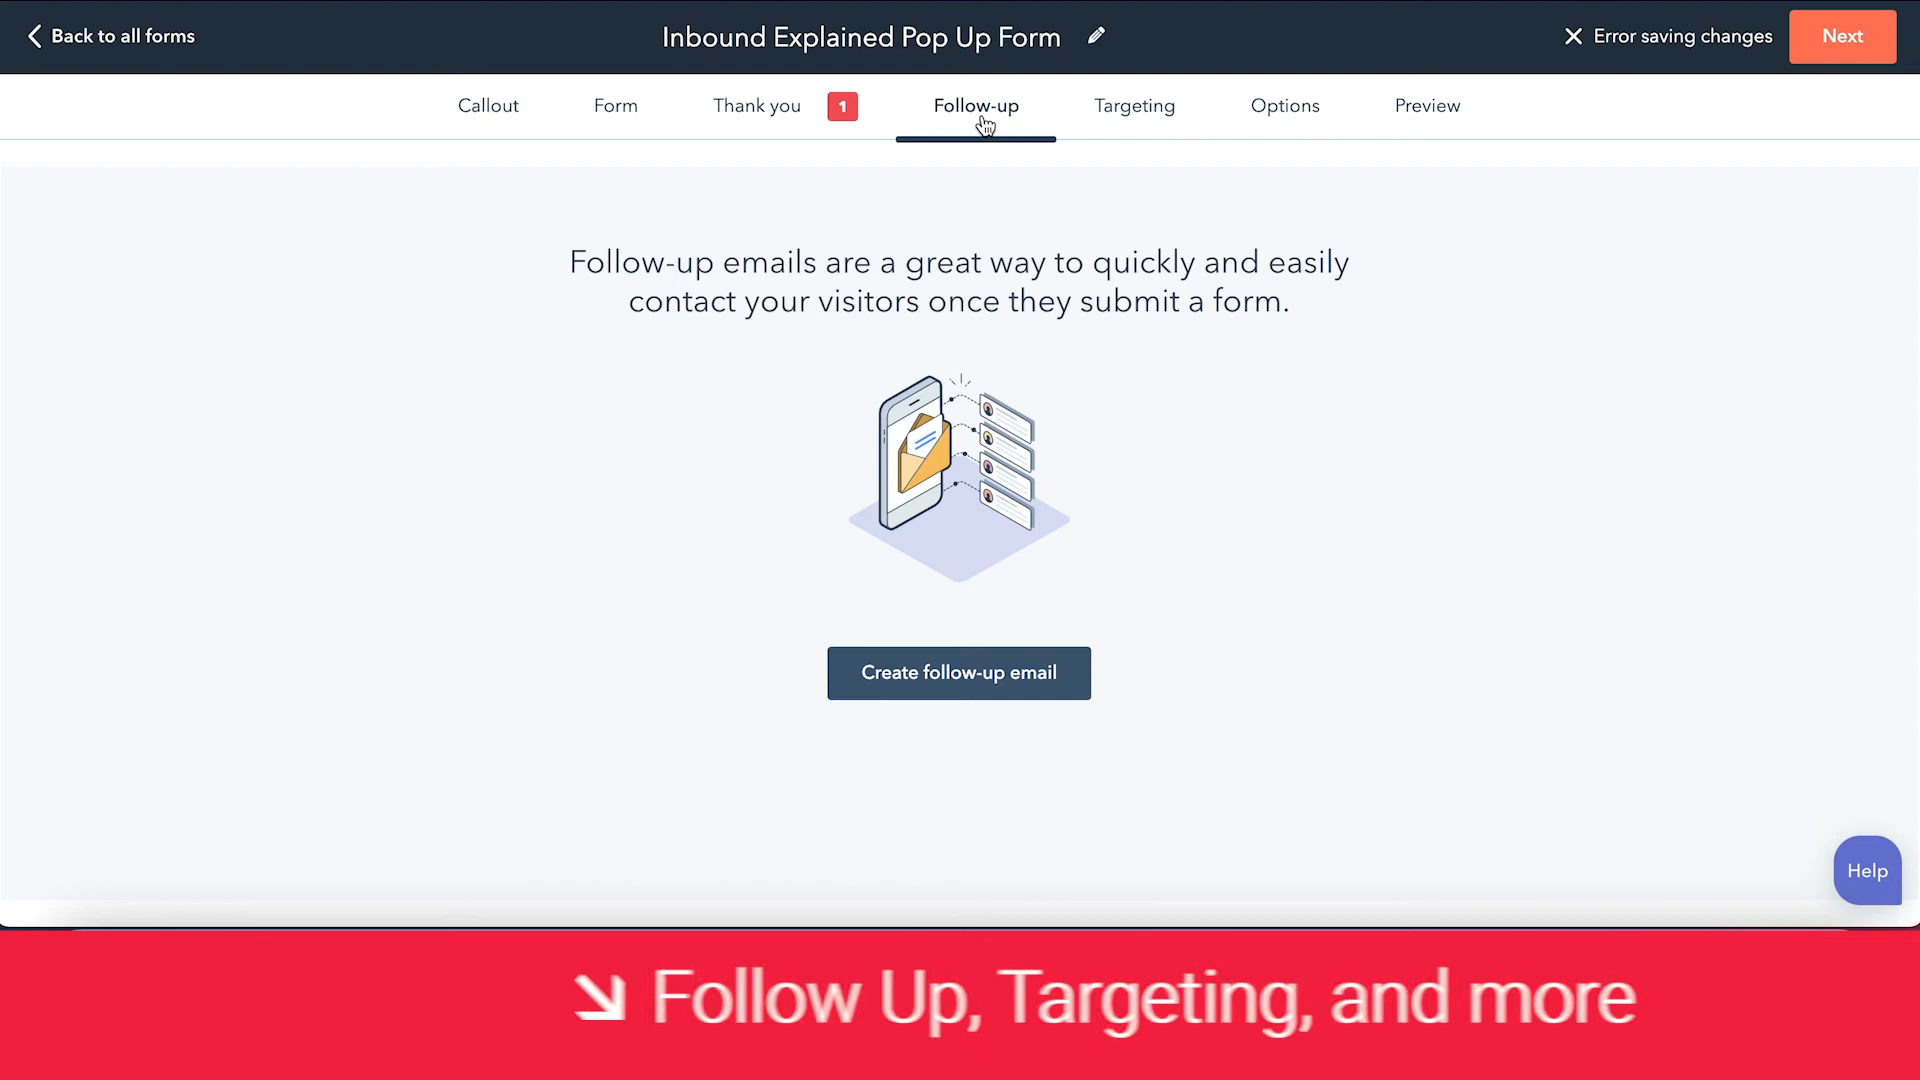 Back to all forms
Inbound Explained Pop Up Form
Error saving changes
Next
Callout
Form
Thank you
1
Follow-up
Targeting
Options
Preview
Follow-up emails are a great way to quickly and easily
contact your visitors once they submit a form.
Create follow-up email
Help
Follow Up, Targeting, and more